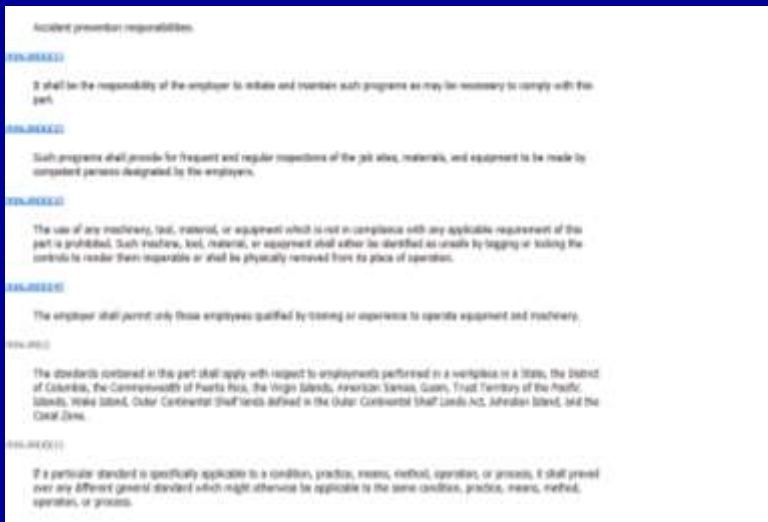 Accident prevention responsibilities.
It shall be the responsibility of the employer to initiate and maintain such programs as may be necessary to comply with this
part.
Such programs shall provide for frequent and regular inspections of the job sites, materials, and equipment to be made by
competent persons designated by the employers.
The use of any machinery, tool, material, or equipment which is not in compliance with any applicable requirement of this
part is prohibited. Such machine, tool, material, or equipment shall either be identified as unsafe by tagging or locking the
controls to render them inoperable or shall be physically removed from its place of operation.
The employer shall permit only those employees qualified by training or experience to operate equipment and machinery.
The standards contained in this part shall apply with respect to employments performed in a workplace in a State, the District
of Columbia, the Commonwealth of Puerto Rico, the Virgin Islands, American Samoa, Guam, Trust Territory of the Pacific
Islands, Wake Island, Outer Continental Shelf lands defined in the Outer Continental Shelf Lands Act, Johnston Island, and the
Canal Zone.
If a particular standard is specifically applicable to a condition, practice, means, method, operation, or process, it shall prevail
over any different general standard which might otherwise be applicable to the same condition, practice, means, method,
operation, or process.